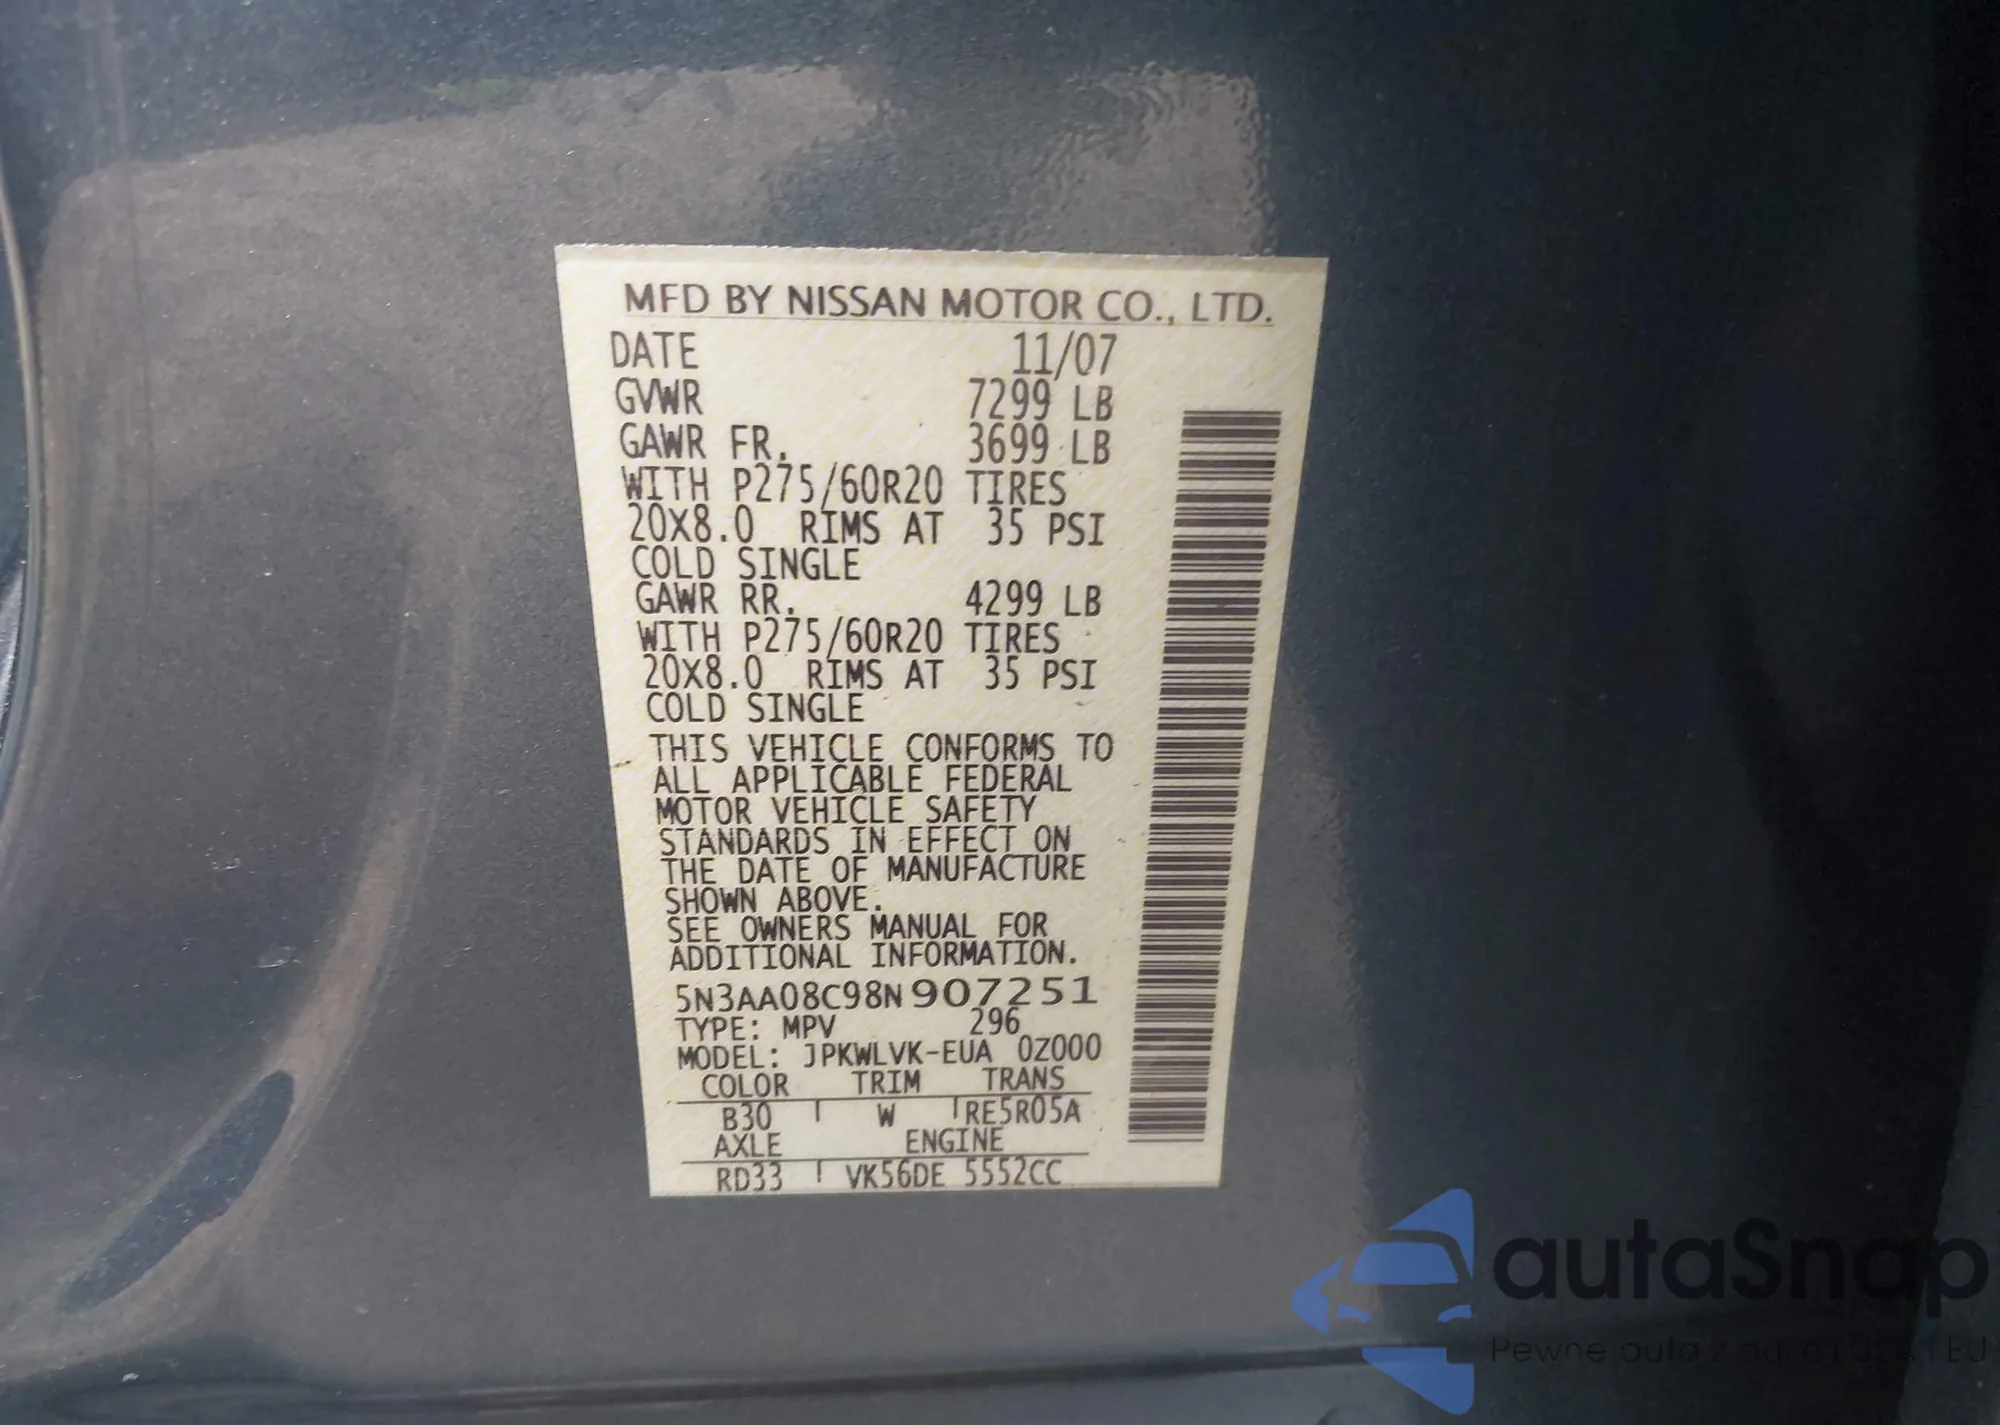 MFD BY NISSAN MOTOR CO., LTD.
DATE 11/07
GVWR 7299 LB
GAWR FR. 3699 LB
WITH P275/60R20 TIRES
20X8.0 RIMS AT 35 PSI
COLD SINGLE
GAWR RR. 4299 LB
WITH P275/60R20 TIRES
20X8.0 RIMS AT 35 PSI
COLD SINGLE
THIS VEHICLE CONFORMS TO
ALL APPLICABLE FEDERAL
MOTOR VEHICLE SAFETY
STANDARDS IN EFFECT ON
THE DATE OF MANUFACTURE
SHOWN ABOVE.
SEE OWNERS MANUAL FOR
ADDITIONAL INFORMATION.
5N3AA08C98N907251
TYPE: MPV 296
MODEL: JPKWLVK-EUA 0Z000
COLOR TRIM TRANS
B30 W RE5R05A
AXLE ENGINE
RD33 VK56DE 5552CC
autaSnap
Pewne auto z